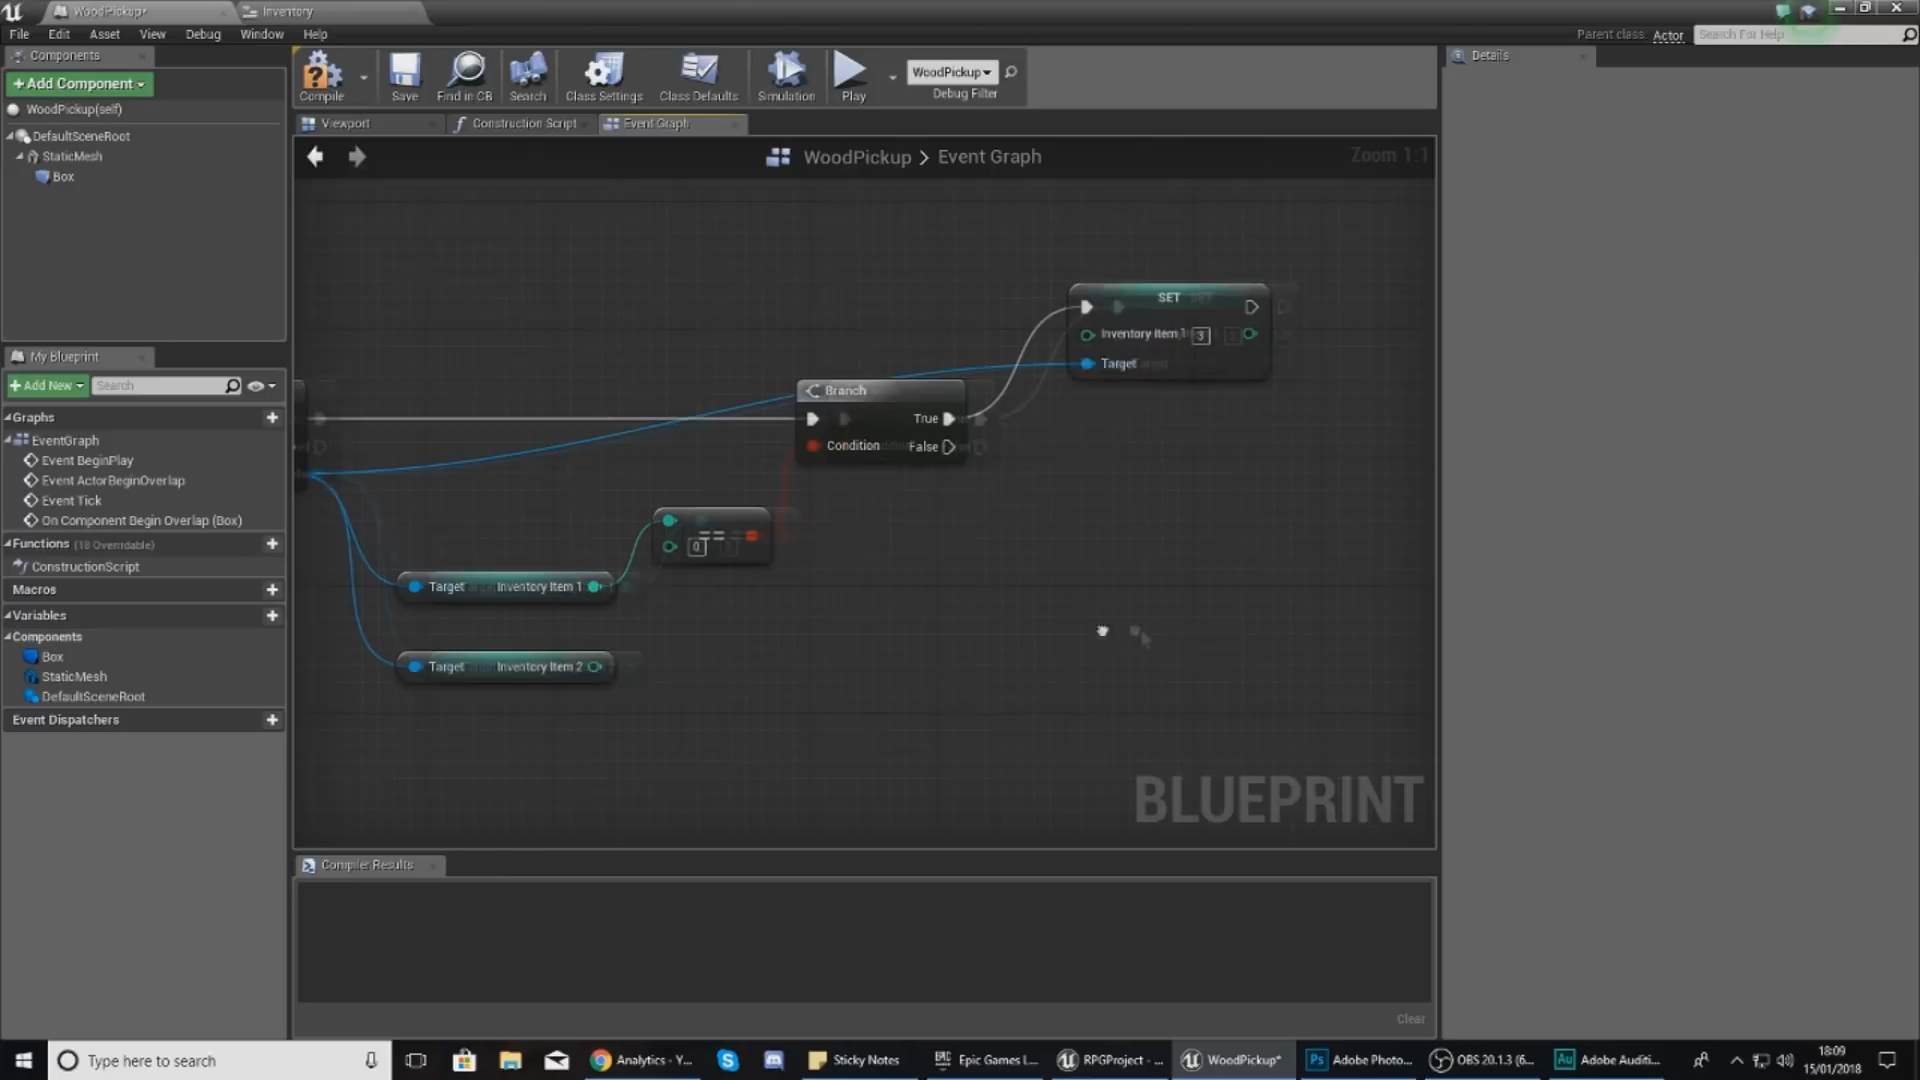 WoodPickup*
Inventory
File Edit Asset View Debug Window Help
Parent class: Actor
Search For Help
Components
+Add Component
WoodPickup(self)
DefaultSceneRoot
StaticMesh
Box
Compile
Save
Find in CB
Search
Class Settings
Class Defaults
Simulation
Play
WoodPickup
Debug Filter
Details
Viewport
Construction Script
Event Graph
WoodPickup > Event Graph
Zoom 1:1
My Blueprint
+Add New
Search
Graphs
EventGraph
Event BeginPlay
Event ActorBeginOverlap
Event Tick
On Component Begin Overlap (Box)
Functions (18 Overridable)
ConstructionScript
Macros
Variables
Components
Box
StaticMesh
DefaultSceneRoot
Event Dispatchers
SET
Inventory Item 1 3
Target
Branch
True
Condition False
==
0
Target Inventory Item 1
Target Inventory Item 2
BLUEPRINT
Compiler Results
Clear
Type here to search
Analytics - Y...
Sticky Notes
Epic Games L...
RPGProject - ...
WoodPickup*
Adobe Photo...
OBS 20.1.3 (6...
Adobe Auditi...
18:09
15/01/2018